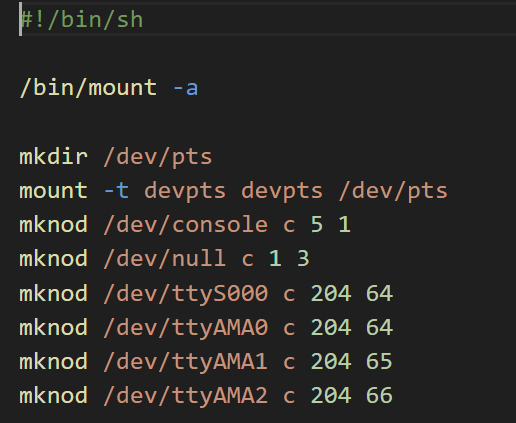 #!/bin/sh
/bin/mount -a
mkdir /dev/pts
mount -t devpts devpts /dev/pts
mknod /dev/console c 5 1
mknod /dev/null c 1 3
mknod /dev/ttyS000 c 204 64
mknod /dev/ttyAMA0 c 204 64
mknod /dev/ttyAMA1 c 204 65
mknod /dev/ttyAMA2 c 204 66